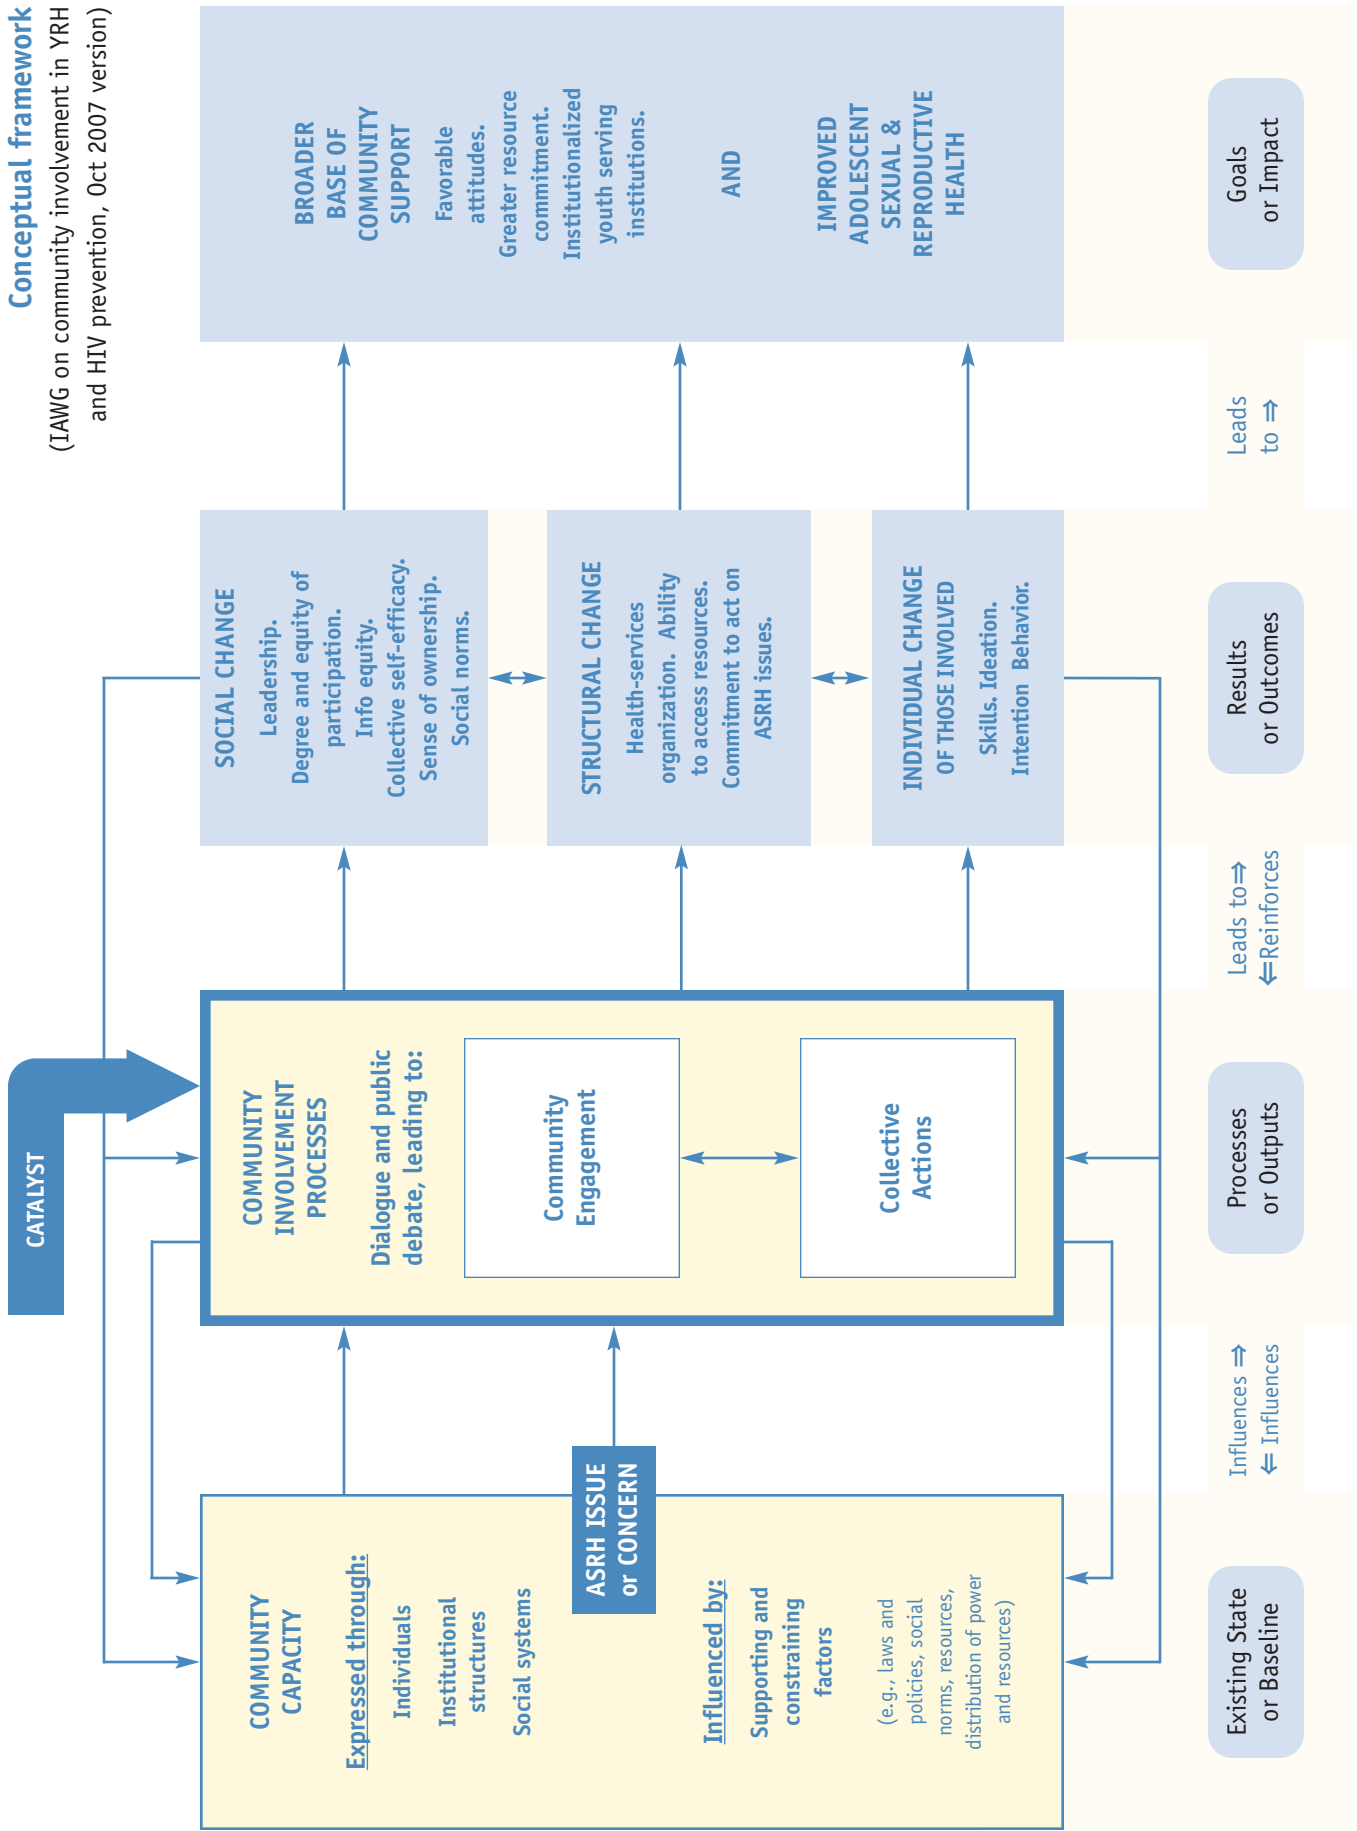 Conceptual framework
(IAWG on community involvement in YRH
and HIV prevention, Oct 2007 version)
CATALYST
COMMUNITY
CAPACITY
Expressed through:
Individuals
Institutional
structures
Social systems
ASRH ISSUE
or CONCERN
Influenced by:
Supporting and
constraining
factors
(e.g., laws and
policies, social
norms, resources,
distribution of power
and resources)
COMMUNITY
INVOLVEMENT
PROCESSES
Dialogue and public
debate, leading to:
Community
Engagement
Collective
Actions
SOCIAL CHANGE
Leadership.
Degree and equity of
participation.
Info equity.
Collective self-efficacy.
Sense of ownership.
Social norms.
STRUCTURAL CHANGE
Health-services
organization. Ability
to access resources.
Commitment to act on
ASRH issues.
INDIVIDUAL CHANGE
OF THOSE INVOLVED
Skills. Ideation.
Intention Behavior.
BROADER
BASE OF
COMMUNITY
SUPPORT
Favorable
attitudes.
Greater resource
commitment.
Institutionalized
youth serving
institutions.
AND
IMPROVED
ADOLESCENT
SEXUAL &
REPRODUCTIVE
HEALTH
Existing State
or Baseline
Influences ⇒
⇐ Influences
Processes
or Outputs
Leads to⇒
⇐Reinforces
Results
or Outcomes
Leads
to ⇒
Goals
or Impact